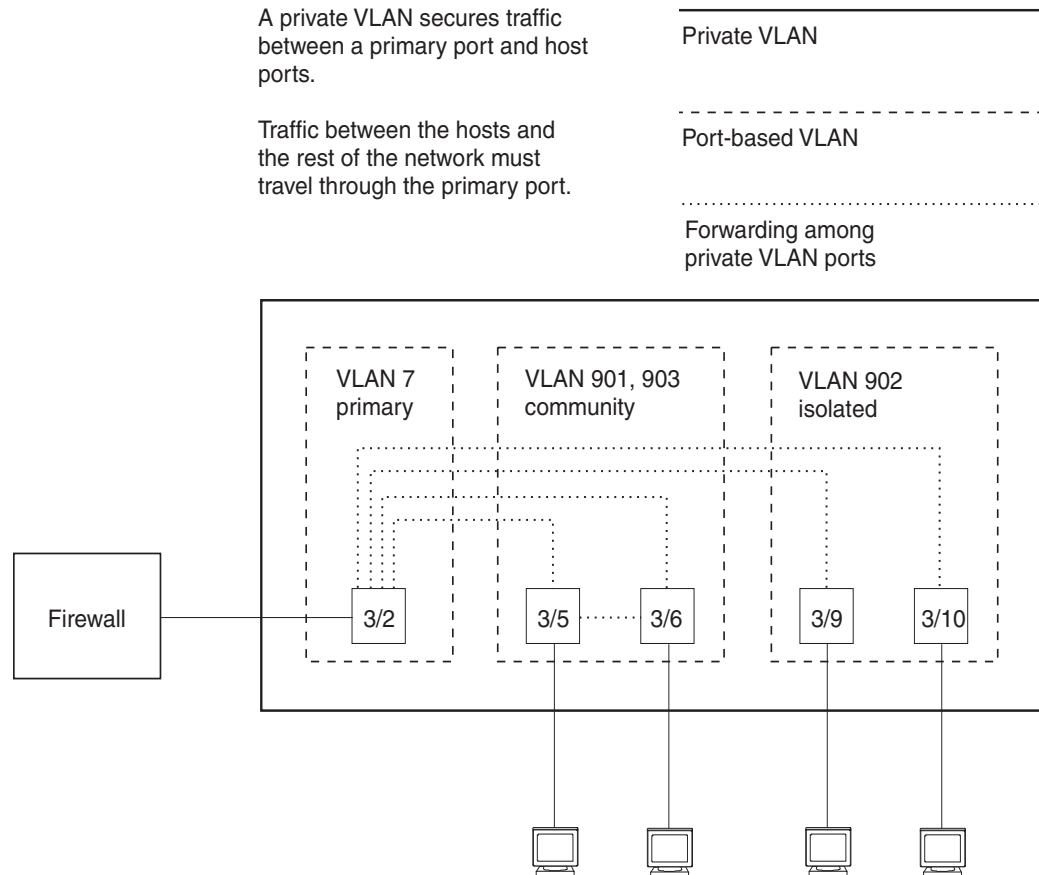 A private VLAN secures traffic
between a primary port and host
ports.
Traffic between the hosts and
the rest of the network must
travel through the primary port.
Private VLAN
Port-based VLAN
Forwarding among
private VLAN ports
VLAN 7
primary
VLAN 901, 903
community
VLAN 902
isolated
Firewall
3/2
3/5
3/6
3/9
3/10